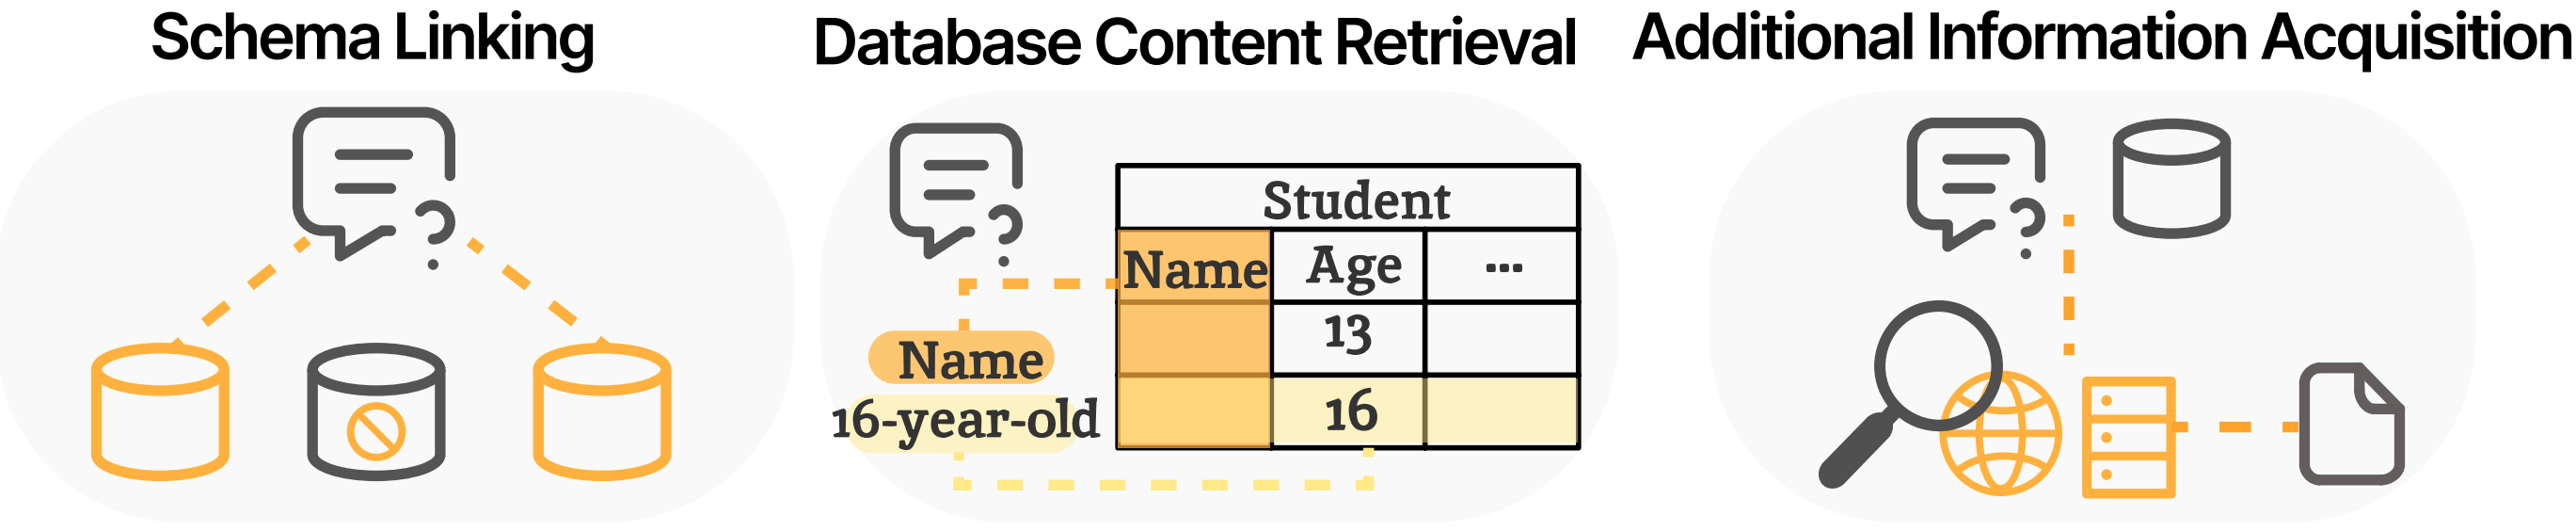 Schema Linking
Database Content Retrieval
Additional Information Acquisition
Student
Name Age ...
13
Name
16-year-old
16